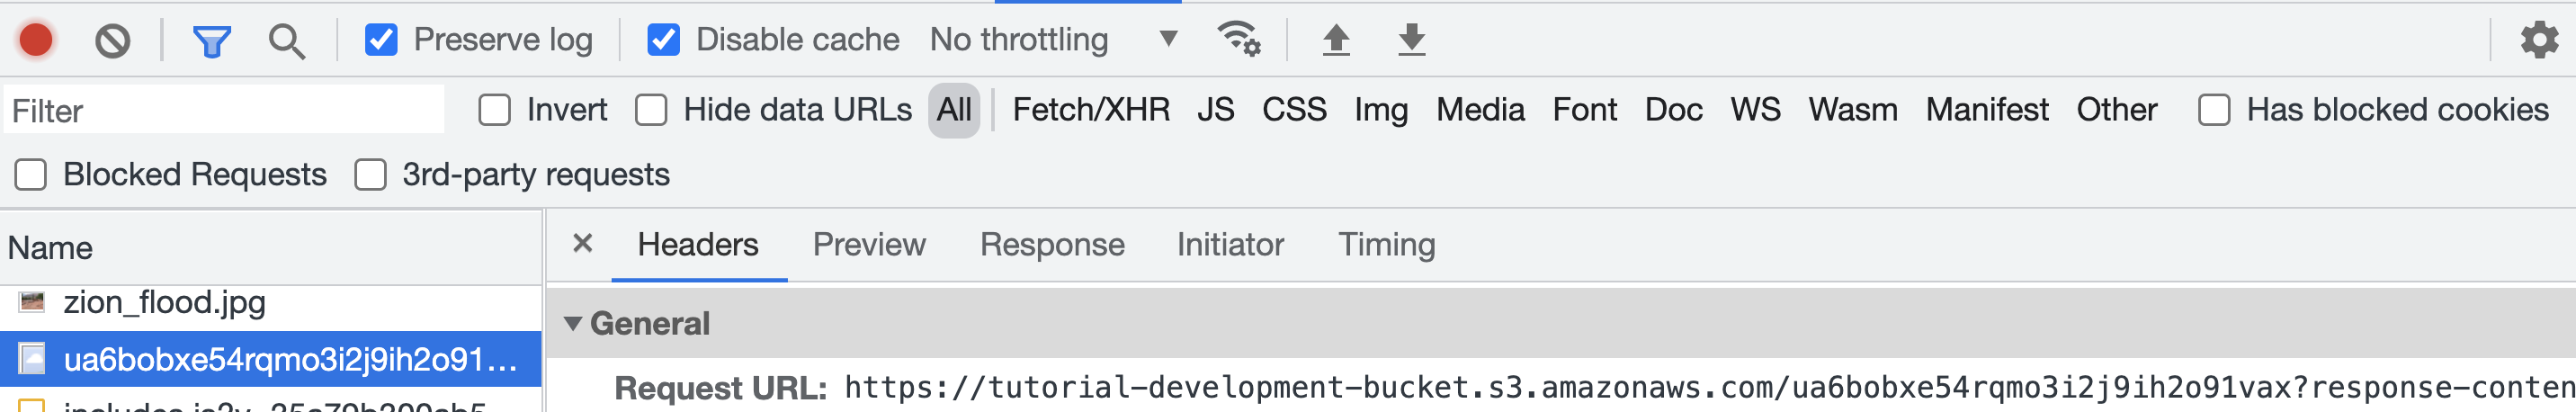 Preserve log Disable cache No throttling
Filter Invert Hide data URLs All Fetch/XHR JS CSS Img Media Font Doc WS Wasm Manifest Other Has blocked cookies
Blocked Requests 3rd-party requests
Name Headers Preview Response Initiator Timing
zion_flood.jpg
General
ua6bobxe54rqmo3i2j9ih2o91...
Request URL: https://tutorial-development-bucket.s3.amazonaws.com/ua6bobxe54rqmo3i2j9ih2o91vax?response-conten